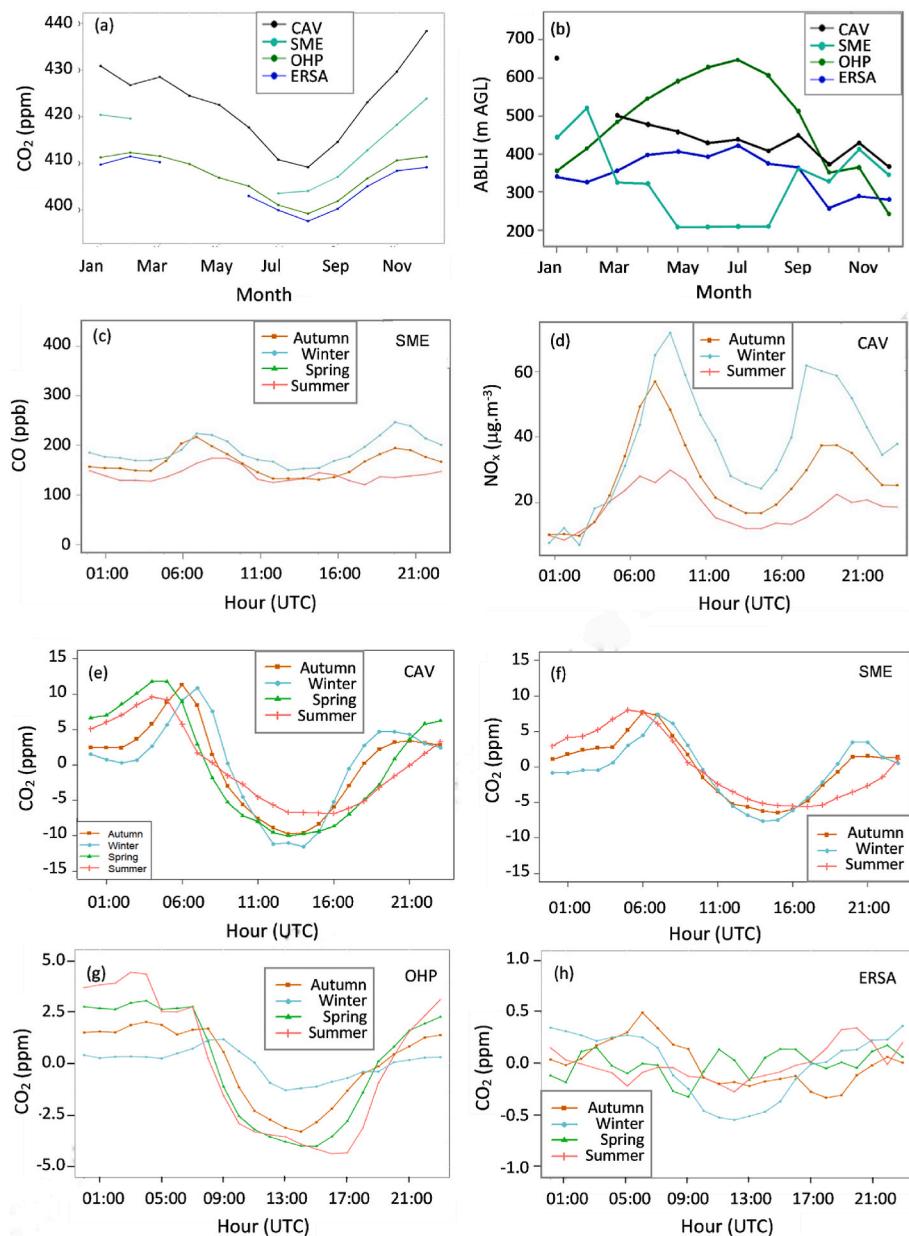 (a)
CAV
SME
OHP
ERSA
CO₂ (ppm)
440
430
420
410
400
Jan Mar May Jul Sep Nov
Month
(b)
CAV
SME
OHP
ERSA
ABLH (m AGL)
700
600
500
400
300
200
Jan Mar May Jul Sep Nov
Month
(c)
Autumn
Winter
Spring
Summer
SME
CO (ppb)
400
300
200
100
0
01:00 06:00 11:00 16:00 21:00
Hour (UTC)
(d)
Autumn
Winter
Summer
CAV
NOₓ (µg.m⁻³)
60
40
20
01:00 06:00 11:00 16:00 21:00
Hour (UTC)
(e)
Autumn
Winter
Spring
Summer
CAV
CO₂ (ppm)
15
10
5
0
-5
-10
-15
Autumn
Winter
Spring
Summer
01:00 06:00 11:00 16:00 21:00
Hour (UTC)
(f)
SME
CO₂ (ppm)
15
10
5
0
-5
-10
-15
Autumn
Winter
Summer
01:00 06:00 11:00 16:00 21:00
Hour (UTC)
(g)
Autumn
Winter
Spring
Summer
OHP
CO₂ (ppm)
5.0
2.5
0.0
-2.5
-5.0
01:00 05:00 09:00 13:00 17:00 23:00
Hour (UTC)
(h)
ERSA
CO₂ (ppm)
1.0
0.5
0.0
-0.5
-1.0
Autumn
Winter
Spring
Summer
01:00 05:00 09:00 13:00 17:00 23:00
Hour (UTC)